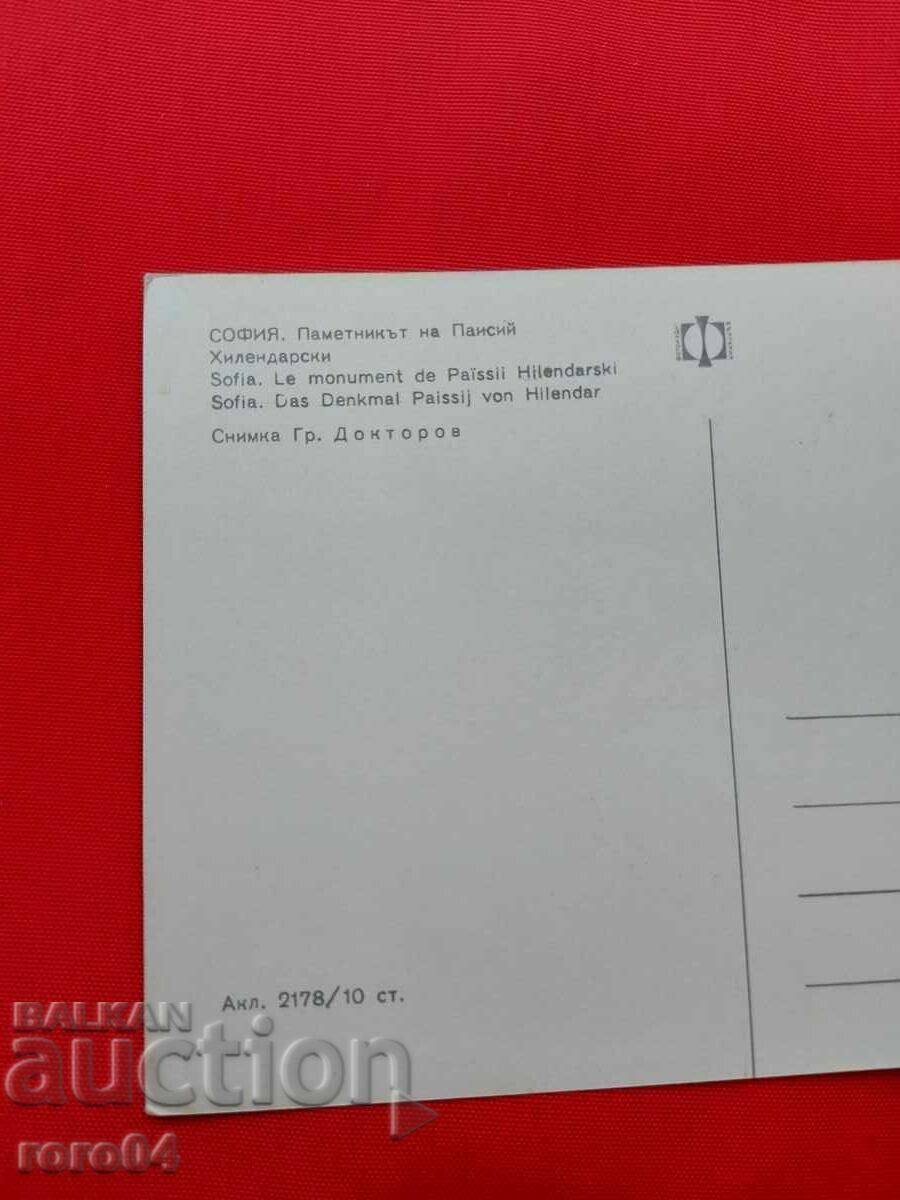 СОФИЯ. Паметникът на Паисий
Хилендарски
Sofia. Le monument de Païssii Hilendarski
Sofia. Das Denkmal Paissij von Hilendar
Снимка Гр. Докторов
Акл. 2178/10 ст.
BALKAN
auction
roro04